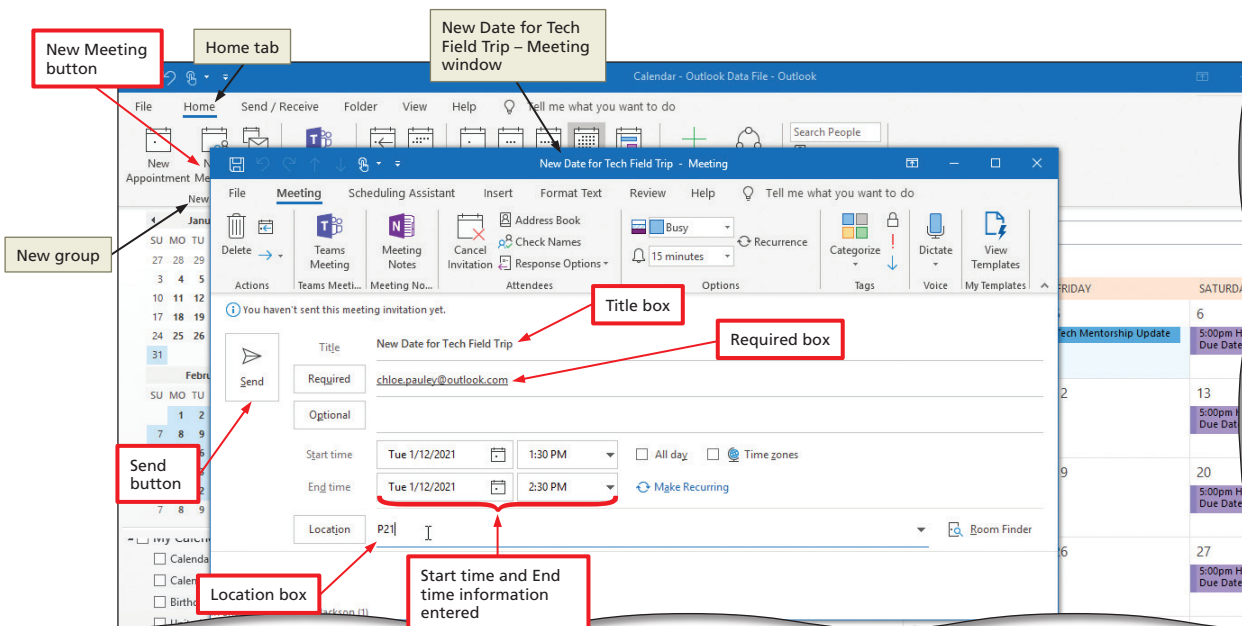 New Meeting
button
Home tab
New Date for Tech
Field Trip – Meeting
window
Calendar - Outlook Data File - Outlook
File Home Send / Receive Folder View Help Tell me what you want to do
Search People
New
Appointment
New
New Date for Tech Field Trip - Meeting
File Meeting Scheduling Assistant Insert Format Text Review Help Tell me what you want to do
Delete
Teams
Meeting
Meeting
Notes
Cancel
Invitation
Address Book
Check Names
Response Options
Busy
15 minutes
Recurrence
Categorize
Dictate
View
Templates
Actions Teams Meeti... Meeting No... Attendees Options Tags Voice My Templates
New group
SU MO TU
27 28 29
3 4 5
10 11 12
17 18 19
24 25 26
31
SU MO TU
1 2
7 8 9
7 8 9
You haven't sent this meeting invitation yet.
Title box
Required box
Send
Title New Date for Tech Field Trip
Required chloe.pauley@outlook.com
Optional
Start time Tue 1/12/2021 1:30 PM All day Time zones
End time Tue 1/12/2021 2:30 PM Make Recurring
Location P21 Room Finder
Send
button
Location box
Start time and End
time information
entered
FRIDAY SATURDA
6
Tech Mentorship Update 5:00pm H
Due Date
13
5:00pm H
Due Dat
20
5:00pm H
Due Date
27
5:00pm H
Due Date
My